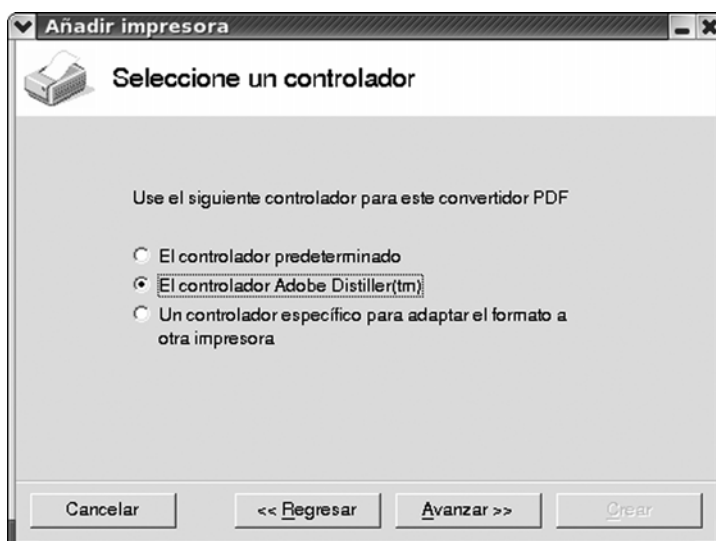 Añadir impresora
Seleccione un controlador
Use el siguiente controlador para este convertidor PDF
El controlador predeterminado
El controlador Adobe Distiller(tm)
Un controlador específico para adaptar el formato a
otra impresora
Cancelar << Regresar Avanzar >> Crear